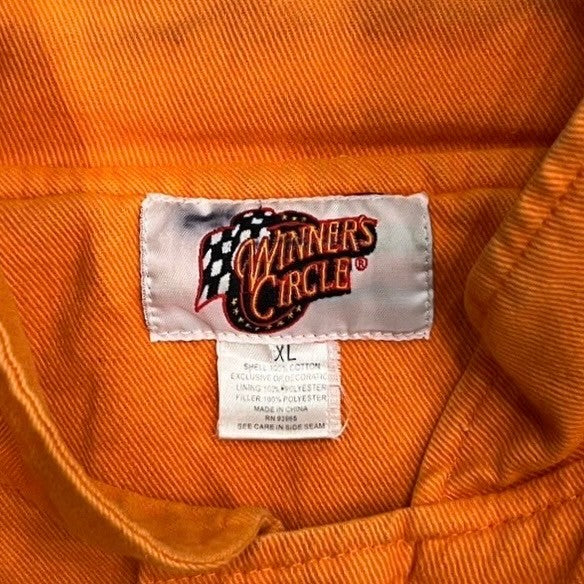 WINNER'S
CIRCLE®
XL
SHELL 100% COTTON
EXCLUSIVE OF DECORATION
LINING 100% POLYESTER
FILLER 100% POLYESTER
MADE IN CHINA
RN 93965
SEE CARE IN SIDE SEAM